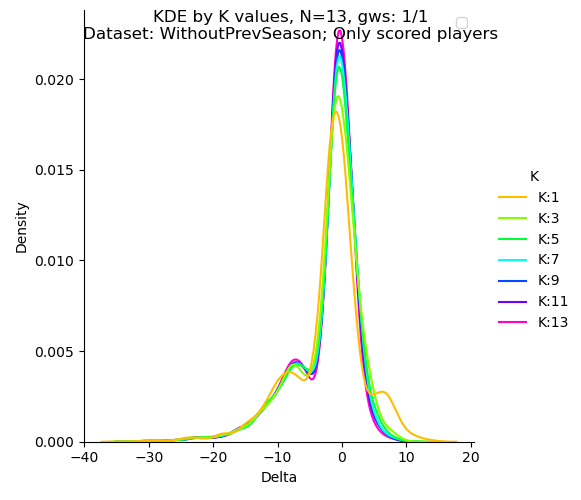 KDE by K values, N=13, gws: 1/1
Dataset: WithoutPrevSeason; Only scored players
0.020
0.015
0.010
0.005
0.000
Density
−40
−30
−20
−10
0
10
20
Delta
K
K:1
K:3
K:5
K:7
K:9
K:11
K:13